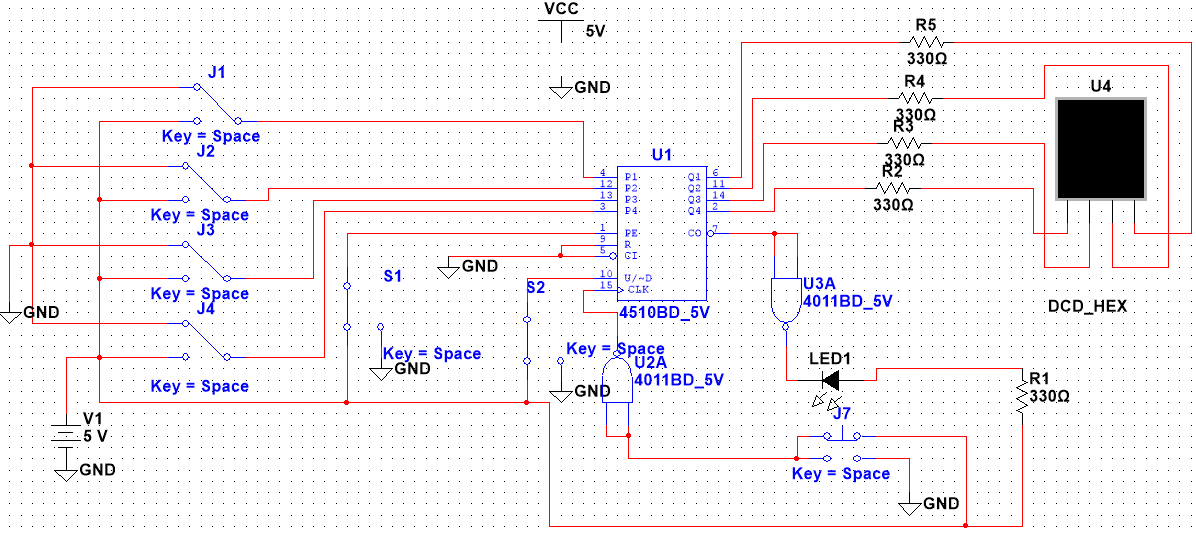 VCC
5V
GND
R5
330Ω
R4
330Ω
R3
330Ω
R2
330Ω
U4
DCD_HEX
J1
Key = Space
J2
Key = Space
J3
Key = Space
J4
Key = Space
GND
V1
5 V
GND
U1
4 P1 Q1 6
12 P2 Q2 11
13 P3 Q3 14
3 P4 Q4 2
1 PE CO 7
9 R
5 CI
10 U/~D
15 CLK
4510BD_5V
GND
S1
Key = Space
GND
S2
Key = Space
GND
U2A
4011BD_5V
U3A
4011BD_5V
LED1
R1
330Ω
J7
Key = Space
GND